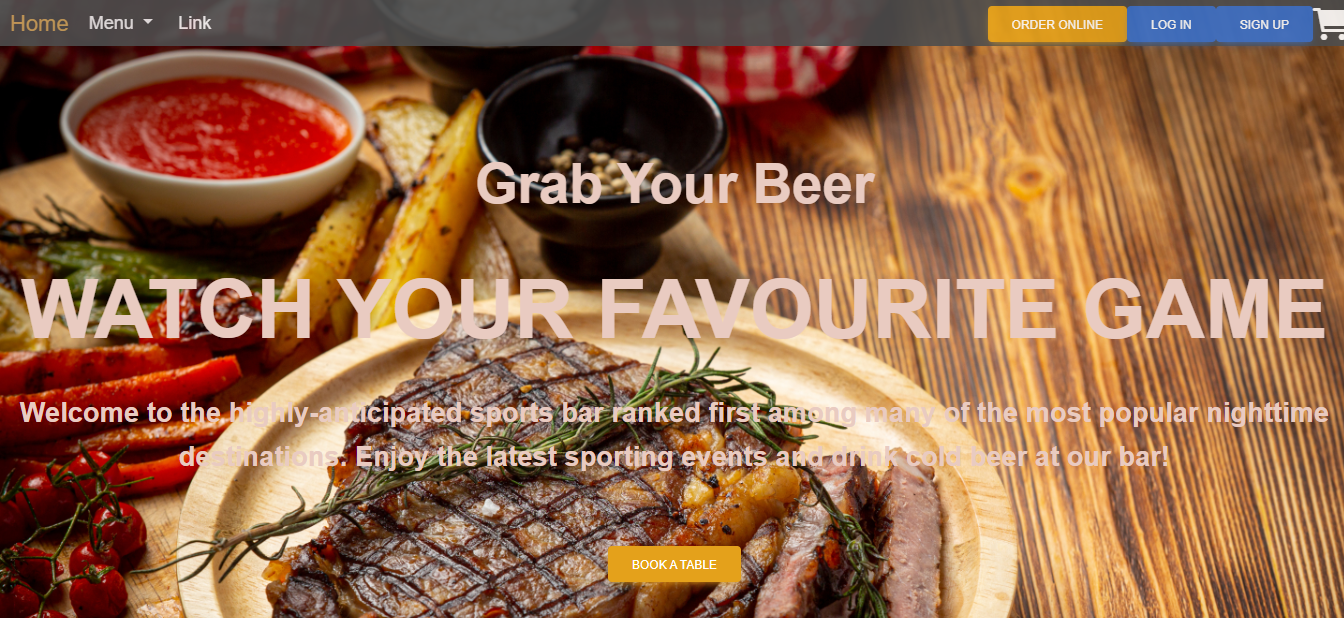 Home Menu Link ORDER ONLINE LOG IN SIGN UP
Grab Your Beer
WATCH YOUR FAVOURITE GAME
Welcome to the highly-anticipated sports bar ranked first among many of the most popular nighttime
destinations. Enjoy the latest sporting events and drink cold beer at our bar!
BOOK A TABLE